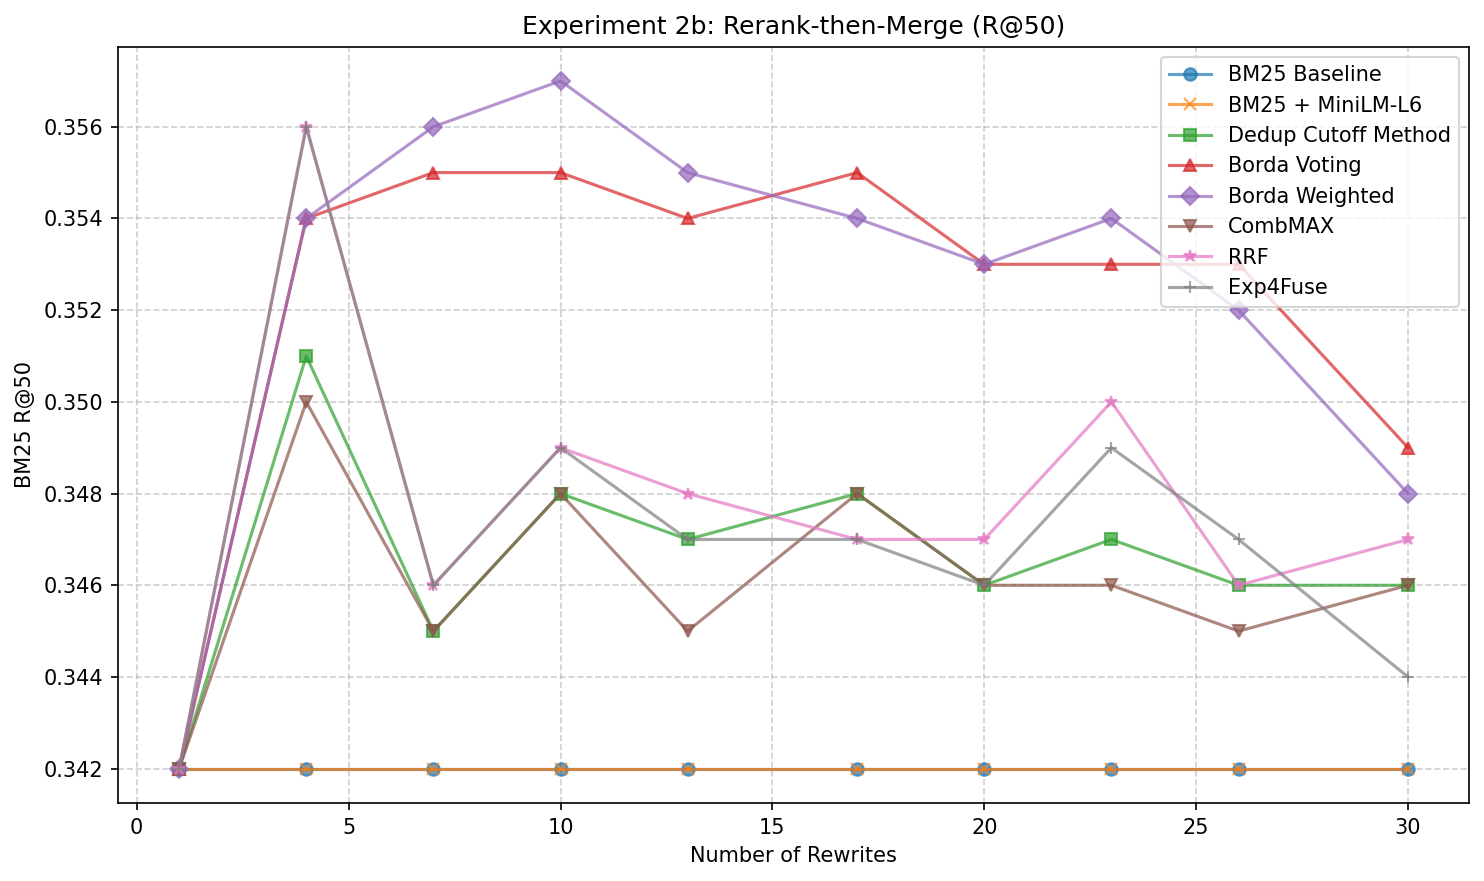 Experiment 2b: Rerank-then-Merge (R@50)
BM25 R@50
0.356
0.354
0.352
0.350
0.348
0.346
0.344
0.342
0
5
10
15
20
25
30
Number of Rewrites
BM25 Baseline
BM25 + MiniLM-L6
Dedup Cutoff Method
Borda Voting
Borda Weighted
CombMAX
RRF
Exp4Fuse